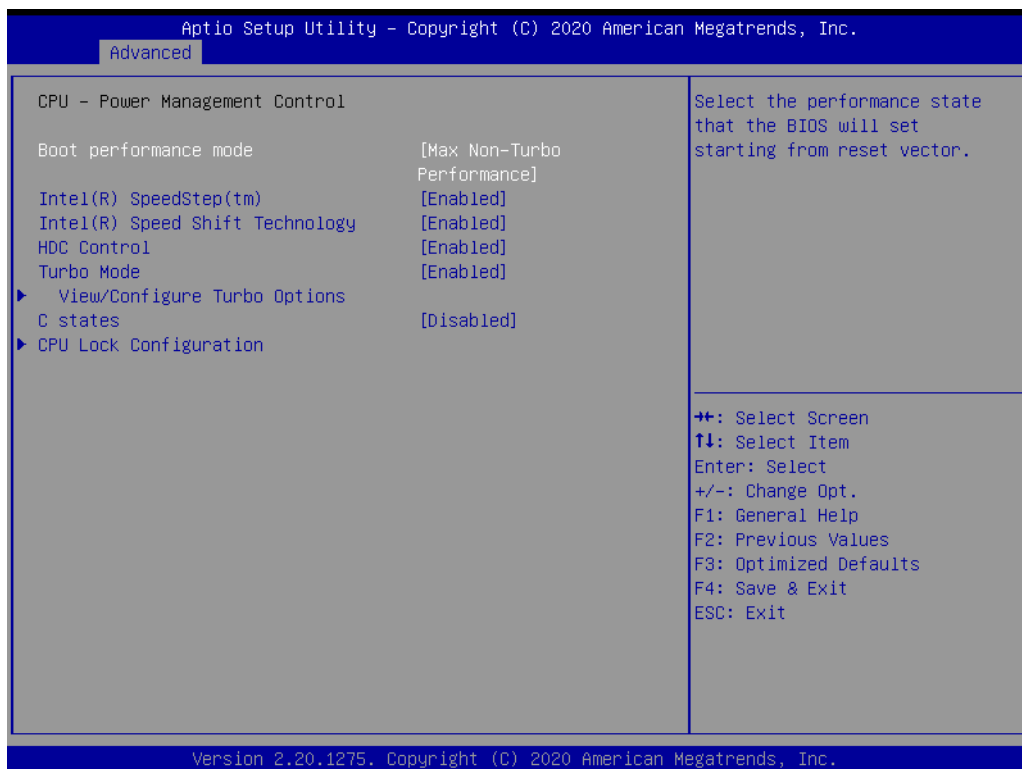 Aptio Setup Utility – Copyright (C) 2020 American Megatrends, Inc.
Advanced
CPU – Power Management Control
Boot performance mode [Max Non-Turbo
Performance]
Intel(R) SpeedStep(tm) [Enabled]
Intel(R) Speed Shift Technology [Enabled]
HDC Control [Enabled]
Turbo Mode [Enabled]
View/Configure Turbo Options
C states [Disabled]
CPU Lock Configuration
Select the performance state
that the BIOS will set
starting from reset vector.
→←: Select Screen
↑↓: Select Item
Enter: Select
+/-: Change Opt.
F1: General Help
F2: Previous Values
F3: Optimized Defaults
F4: Save & Exit
ESC: Exit
Version 2.20.1275. Copyright (C) 2020 American Megatrends, Inc.